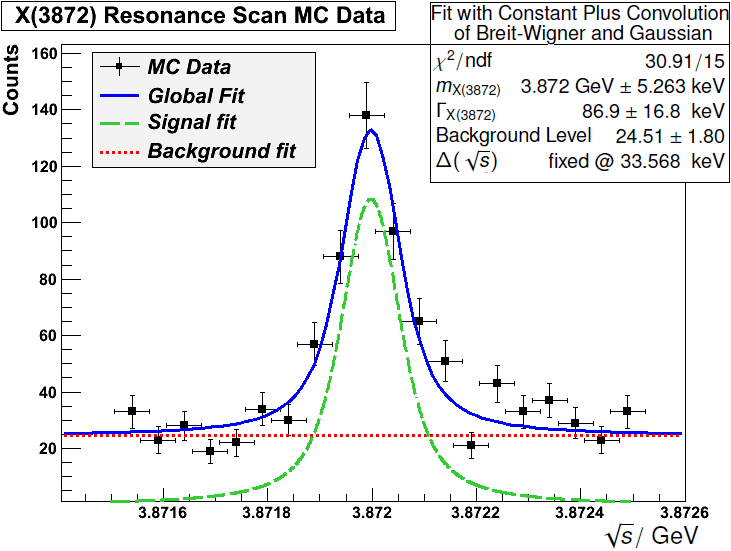 X(3872) Resonance Scan MC Data
Fit with Constant Plus Convolution
of Breit-Wigner and Gaussian
χ²/ndf 30.91/15
mX(3872) 3.872 GeV ± 5.263 keV
ΓX(3872) 86.9 ± 16.8 keV
Background Level 24.51 ± 1.80
Δ(√s) fixed @ 33.568 keV
MC Data
Global Fit
Signal fit
Background fit
Counts
160
140
120
100
80
60
40
20
3.8716 3.8718 3.872 3.8722 3.8724 3.8726
√s/ GeV